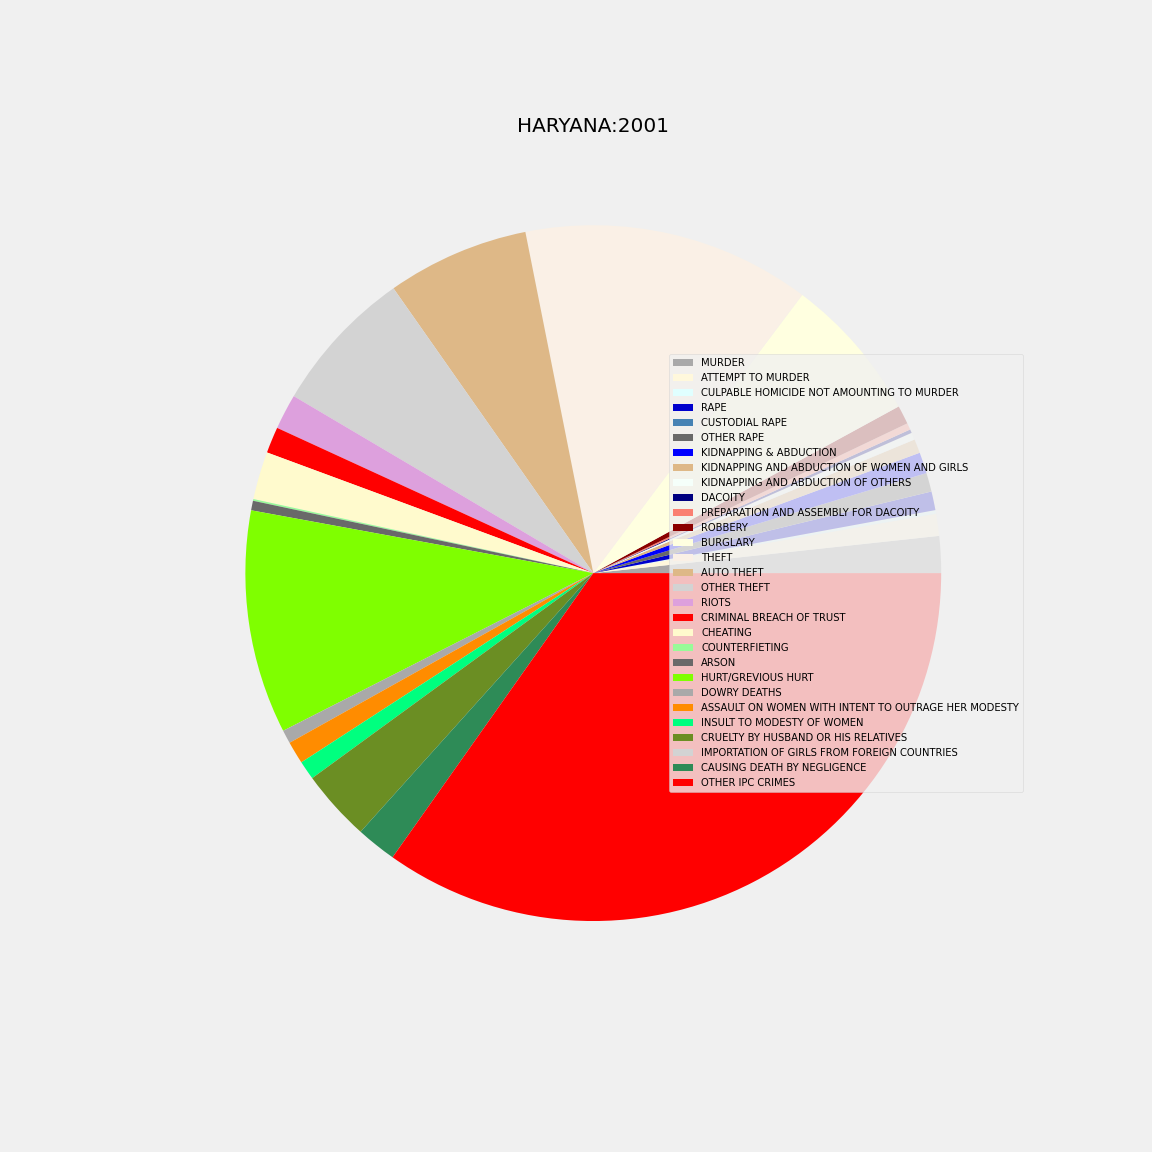 HARYANA:2001
MURDER
ATTEMPT TO MURDER
CULPABLE HOMICIDE NOT AMOUNTING TO MURDER
RAPE
CUSTODIAL RAPE
OTHER RAPE
KIDNAPPING & ABDUCTION
KIDNAPPING AND ABDUCTION OF WOMEN AND GIRLS
KIDNAPPING AND ABDUCTION OF OTHERS
DACOITY
PREPARATION AND ASSEMBLY FOR DACOITY
ROBBERY
BURGLARY
THEFT
AUTO THEFT
OTHER THEFT
RIOTS
CRIMINAL BREACH OF TRUST
CHEATING
COUNTERFIETING
ARSON
HURT/GREVIOUS HURT
DOWRY DEATHS
ASSAULT ON WOMEN WITH INTENT TO OUTRAGE HER MODESTY
INSULT TO MODESTY OF WOMEN
CRUELTY BY HUSBAND OR HIS RELATIVES
IMPORTATION OF GIRLS FROM FOREIGN COUNTRIES
CAUSING DEATH BY NEGLIGENCE
OTHER IPC CRIMES